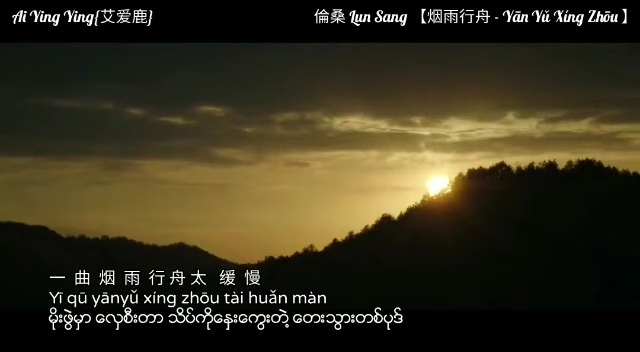 Ai Ying Ying{艾爱鹿}
倫桑 Lun Sang 【烟雨行舟 - Yān Yǔ Xíng Zhōu 】
一 曲 烟 雨 行 舟 太 缓 慢
Yī qū yānyǔ xíng zhōu tài huǎn màn
မိုးဖွဲမှာ လှေစီးတာ သိပ်ကိုနှေးကွေးတဲ့ တေးသွားတစ်ပုဒ်